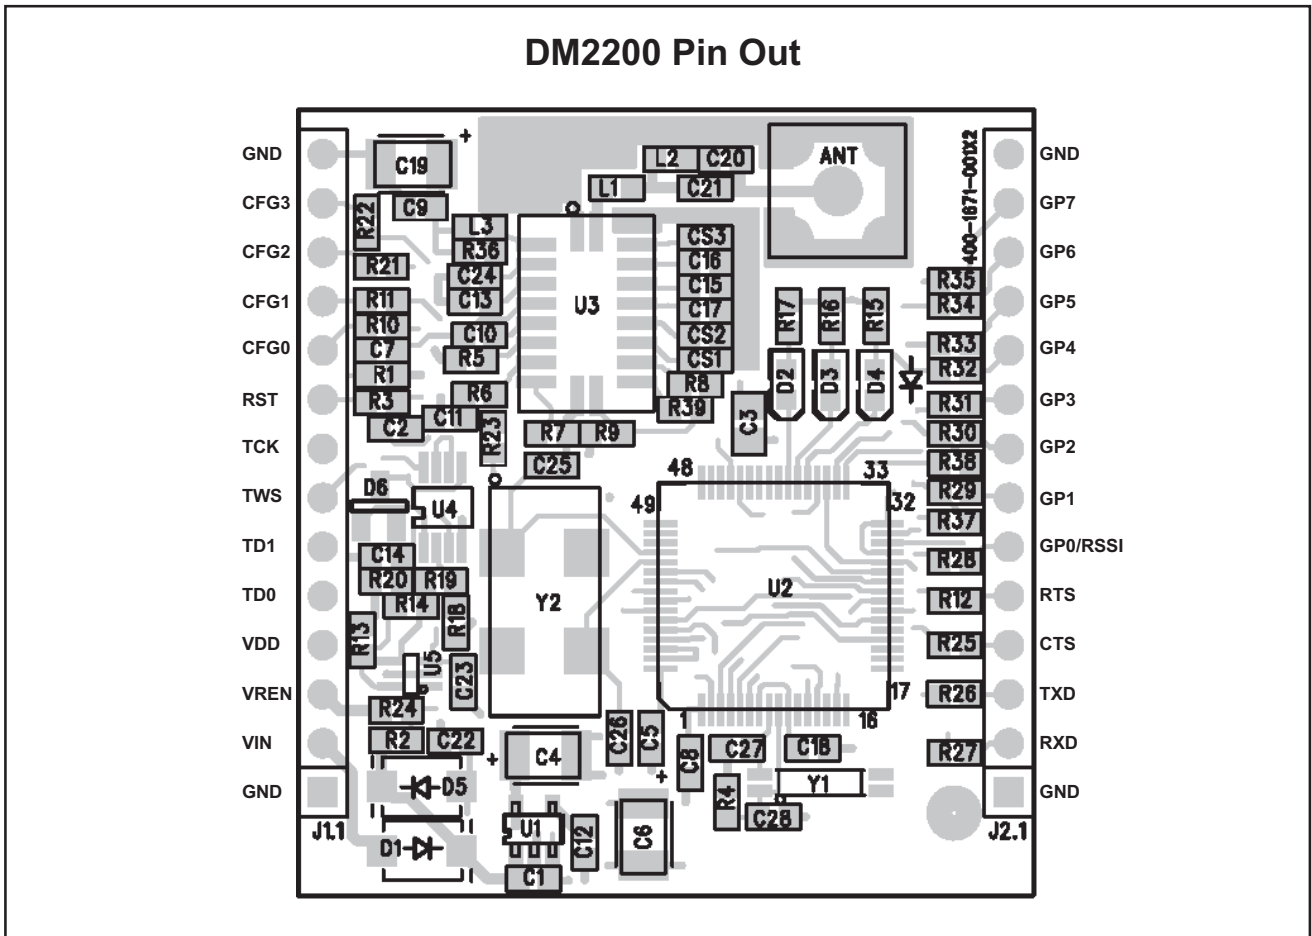 DM2200 Pin Out
GND
CFG3
CFG2
CFG1
CFG0
RST
TCK
TWS
TD1
TD0
VDD
VREN
VIN
GND
J1.1
+
C19
C9
R22
R21
L3
R36
C24
C13
R11
R10
C7
C10
R5
R1
R3
R6
C2
C11
R23
D6
U4
C14
R20
R19
R14
R18
R13
U5
C23
R24
R2
C22
D5
D1
L2
C20
L1
C21
ANT
400-1671-001X2
U3
CS3
C16
C15
C17
CS2
CS1
R8
R39
R7
R9
C25
C3
R17
R16
R15
D2
D3
D4
48
33
49
32
U2
17
1
16
Y2
+
C4
C26
C5
+
C8
C27
C18
R4
Y1
C28
U1
C12
C6
C1
R35
R34
R33
R32
R31
R30
R38
R29
R37
R28
R12
R25
R26
R27
GND
GP7
GP6
GP5
GP4
GP3
GP2
GP1
GP0/RSSI
RTS
CTS
TXD
RXD
GND
J2.1